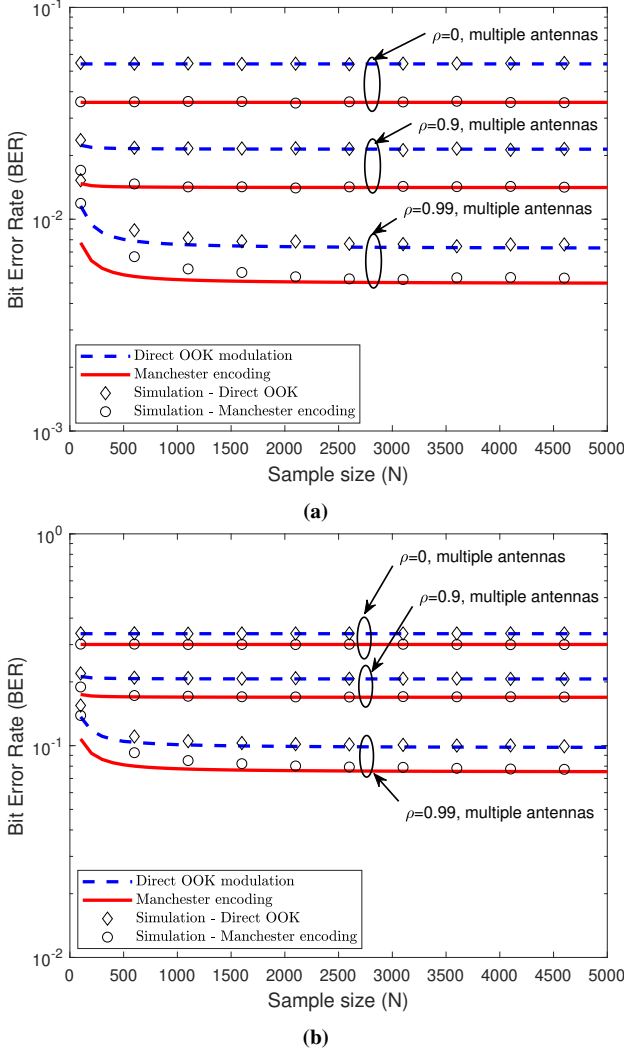 10^-1
ρ=0, multiple antennas
ρ=0.9, multiple antennas
10^-2
ρ=0.99, multiple antennas
Bit Error Rate (BER)
Direct OOK modulation
Manchester encoding
Simulation - Direct OOK
Simulation - Manchester encoding
10^-3
0 500 1000 1500 2000 2500 3000 3500 4000 4500 5000
Sample size (N)
(a)
10^0
ρ=0, multiple antennas
ρ=0.9, multiple antennas
10^-1
ρ=0.99, multiple antennas
Bit Error Rate (BER)
Direct OOK modulation
Manchester encoding
Simulation - Direct OOK
Simulation - Manchester encoding
10^-2
0 500 1000 1500 2000 2500 3000 3500 4000 4500 5000
Sample size (N)
(b)